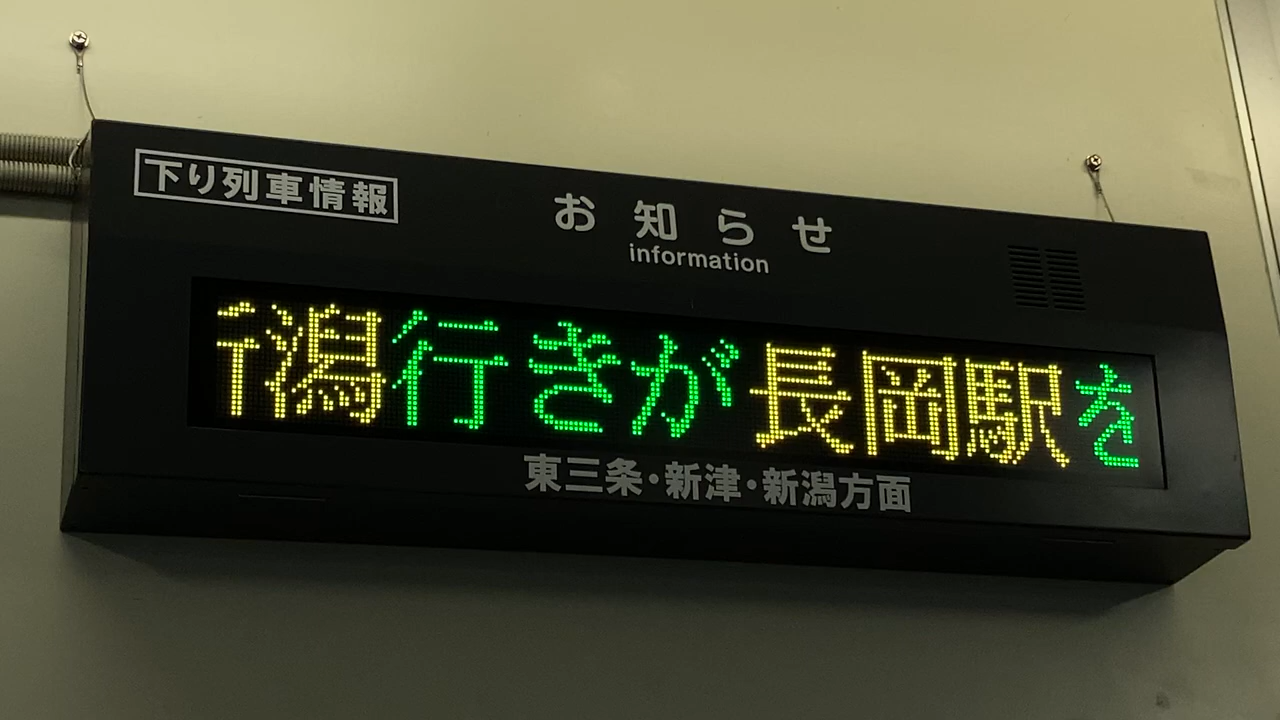 下り列車情報
お知らせ
information
潟行きが長岡駅を
東三条・新津・新潟方面